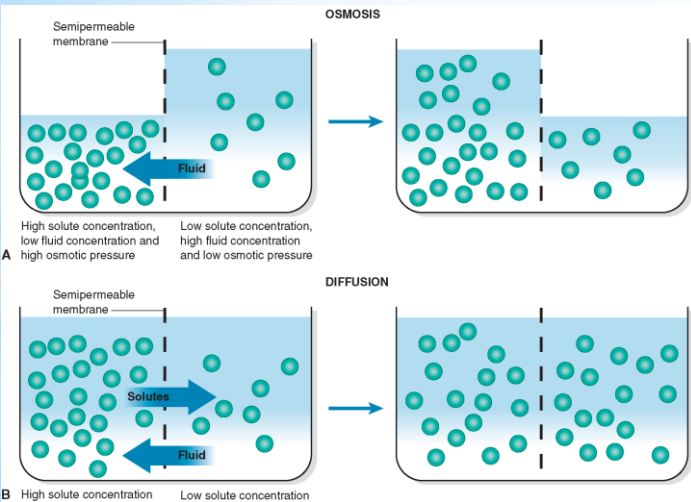 OSMOSIS
Semipermeable
membrane
Fluid
High solute concentration,
low fluid concentration and
A high osmotic pressure
Low solute concentration,
high fluid concentration
and low osmotic pressure
DIFFUSION
Semipermeable
membrane
Solutes
Fluid
B High solute concentration
Low solute concentration